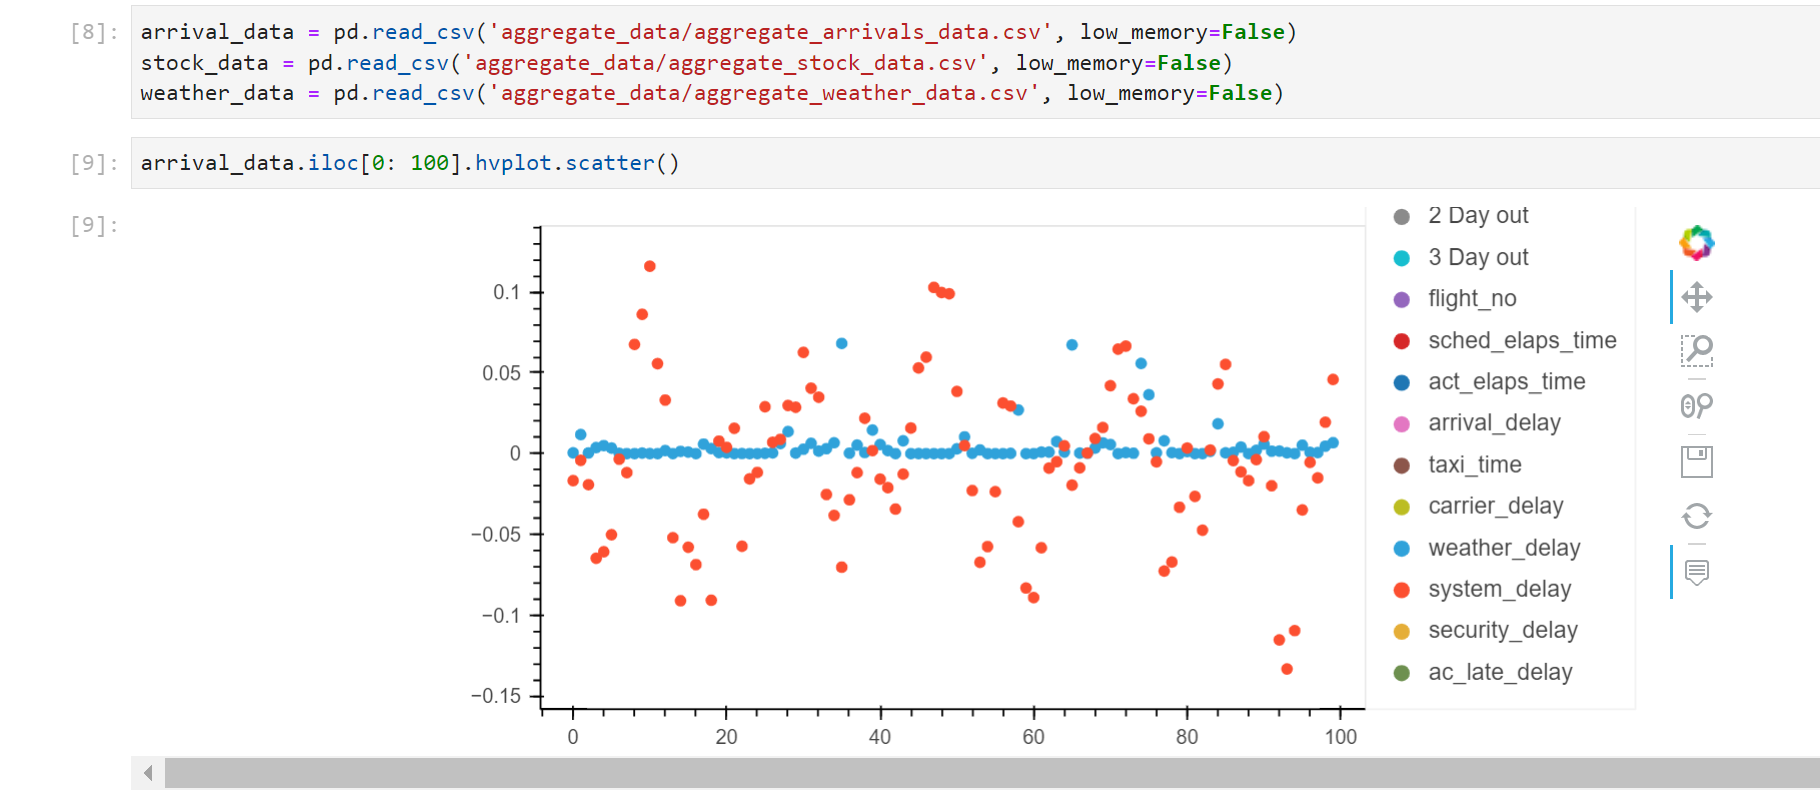 [8]: arrival_data = pd.read_csv('aggregate_data/aggregate_arrivals_data.csv', low_memory=False)
stock_data = pd.read_csv('aggregate_data/aggregate_stock_data.csv', low_memory=False)
weather_data = pd.read_csv('aggregate_data/aggregate_weather_data.csv', low_memory=False)
[9]: arrival_data.iloc[0: 100].hvplot.scatter()
[9]:
0.1
0.05
0
−0.05
−0.1
−0.15
0 20 40 60 80 100
2 Day out
3 Day out
flight_no
sched_elaps_time
act_elaps_time
arrival_delay
taxi_time
carrier_delay
weather_delay
system_delay
security_delay
ac_late_delay